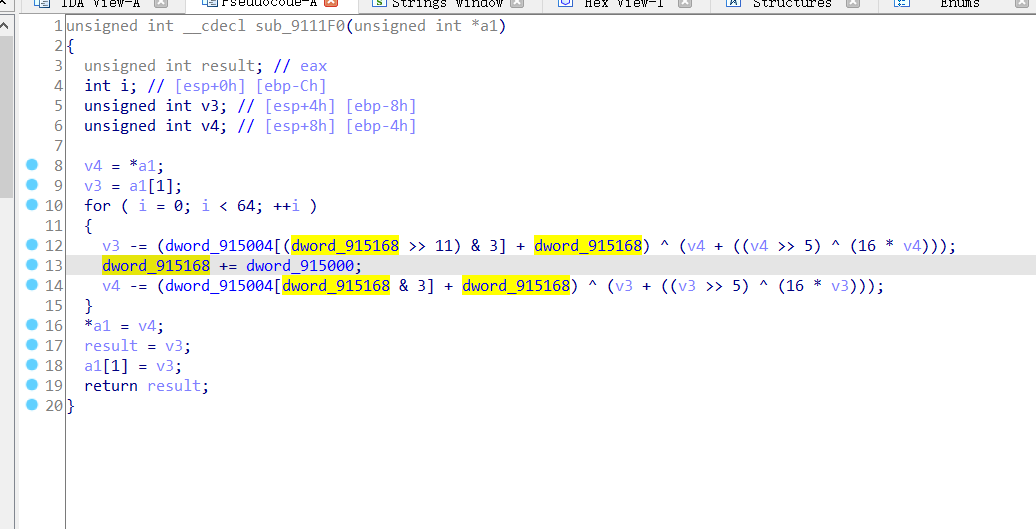 IDA View-A Pseudocode-A Strings window Hex View-1 Structures Enums
1 unsigned int __cdecl sub_9111F0(unsigned int *a1)
2 {
3   unsigned int result; // eax
4   int i; // [esp+0h] [ebp-Ch]
5   unsigned int v3; // [esp+4h] [ebp-8h]
6   unsigned int v4; // [esp+8h] [ebp-4h]
7
8   v4 = *a1;
9   v3 = a1[1];
10   for ( i = 0; i < 64; ++i )
11   {
12     v3 -= (dword_915004[(dword_915168 >> 11) & 3] + dword_915168) ^ (v4 + ((v4 >> 5) ^ (16 * v4)));
13     dword_915168 += dword_915000;
14     v4 -= (dword_915004[dword_915168 & 3] + dword_915168) ^ (v3 + ((v3 >> 5) ^ (16 * v3)));
15   }
16   *a1 = v4;
17   result = v3;
18   a1[1] = v3;
19   return result;
20 }